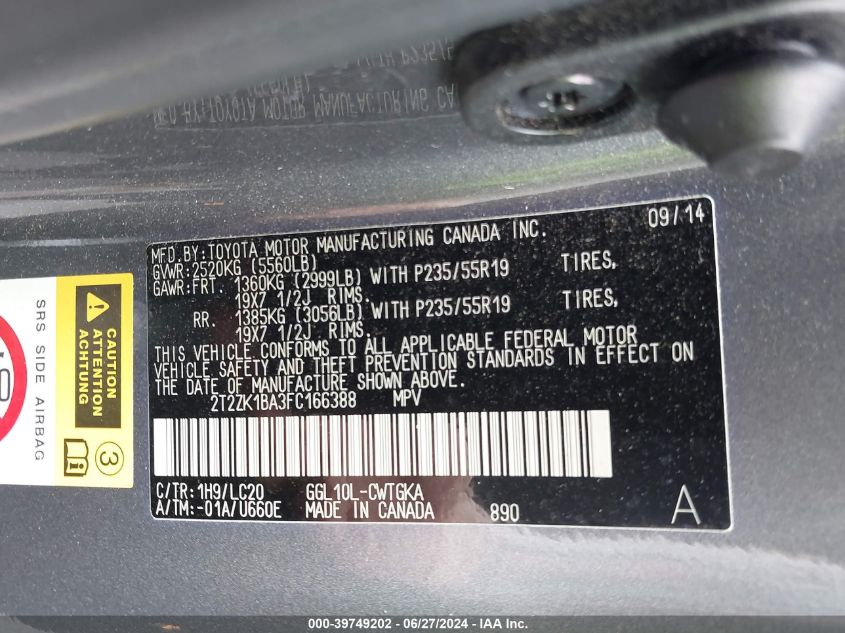 MFD. BY: TOYOTA MOTOR MANUFACTURING CANADA INC. 09/14
GVWR: 2520KG (5560LB)
GAWR: FRT. 1360KG (2999LB) WITH P235/55R19 TIRES,
19X7 1/2J RIMS.
RR. 1385KG (3056LB) WITH P235/55R19 TIRES,
19X7 1/2J RIMS.
THIS VEHICLE CONFORMS TO ALL APPLICABLE FEDERAL MOTOR
VEHICLE SAFETY AND THEFT PREVENTION STANDARDS IN EFFECT ON
THE DATE OF MANUFACTURE SHOWN ABOVE.
2T2ZK1BA3FC166388 MPV
C/TR: 1H9/LC20 GGL10L-CWTGKA
A/TM: -01A/U660E MADE IN CANADA 890 A
CAUTION
ATTENTION
ACHTUNG
SRS SIDE AIRBAG
3
000-39749202 - 06/27/2024 - IAA Inc.